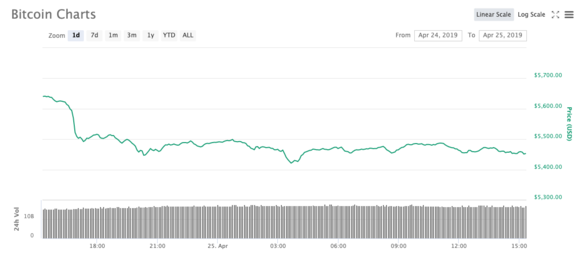 Bitcoin Charts
Linear Scale Log Scale
Zoom 1d 7d 1m 3m 1y YTD ALL From Apr 24, 2019 To Apr 25, 2019
$5,700.00
$5,600.00
$5,500.00
$5,400.00
$5,300.00
Price (USD)
24h Vol
10B
0
18:00 21:00 25. Apr 03:00 06:00 09:00 12:00 15:00